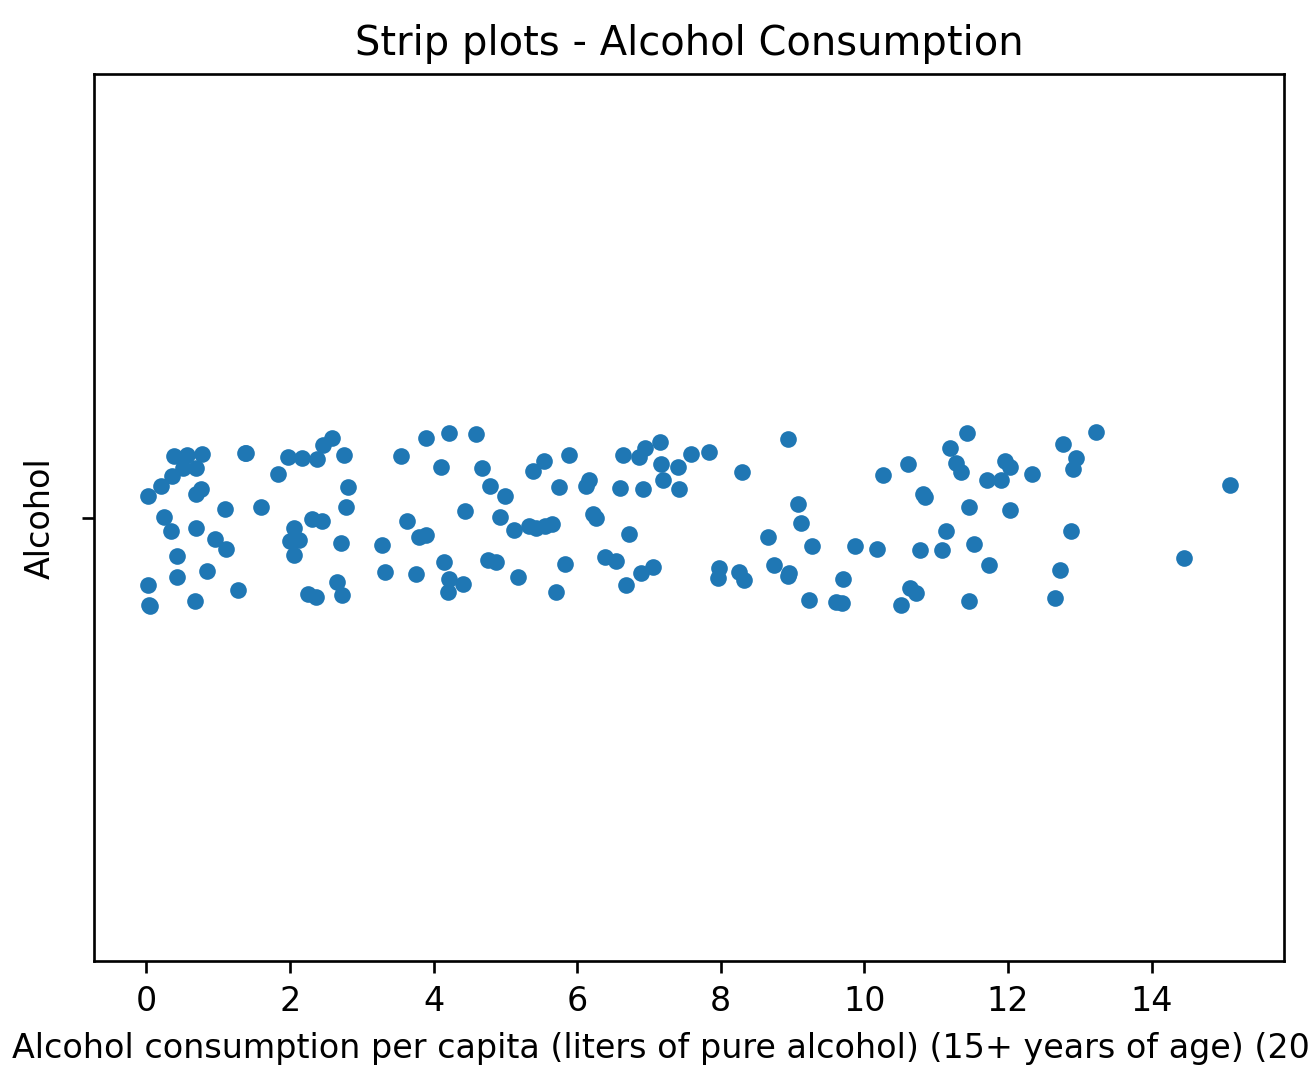 Strip plots - Alcohol Consumption
Alcohol
0 2 4 6 8 10 12 14
Alcohol consumption per capita (liters of pure alcohol) (15+ years of age) (20